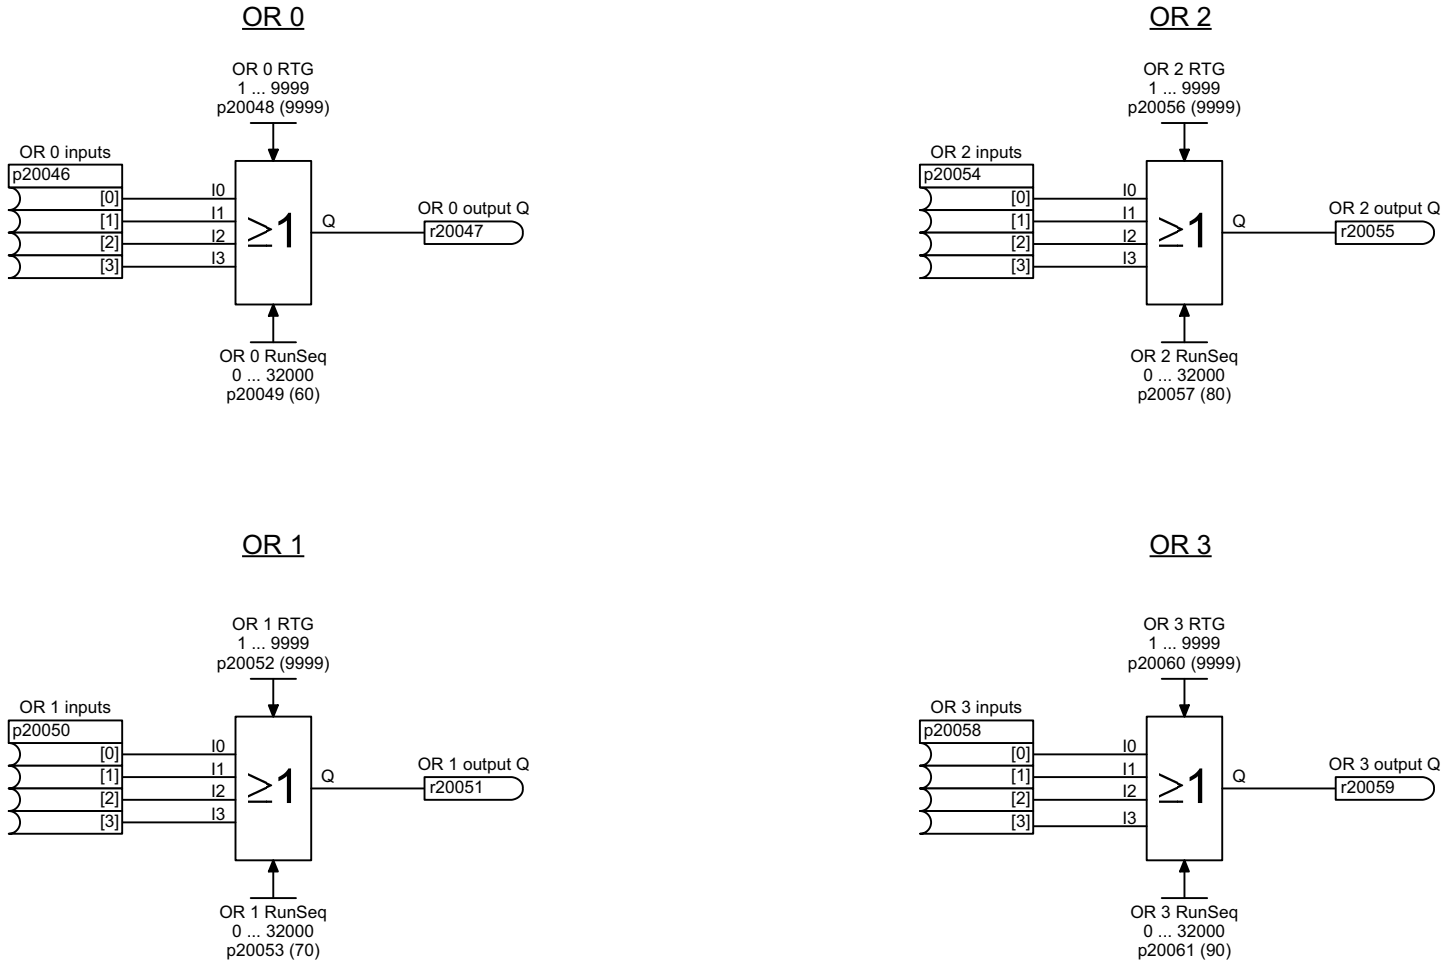 OR 0
OR 0 RTG
1 ... 9999
p20048 (9999)
OR 0 inputs
p20046
[0]
[1]
[2]
[3]
I0
I1
I2
I3
≥1
Q
OR 0 output Q
r20047
OR 0 RunSeq
0 ... 32000
p20049 (60)
OR 2
OR 2 RTG
1 ... 9999
p20056 (9999)
OR 2 inputs
p20054
[0]
[1]
[2]
[3]
I0
I1
I2
I3
≥1
Q
OR 2 output Q
r20055
OR 2 RunSeq
0 ... 32000
p20057 (80)
OR 1
OR 1 RTG
1 ... 9999
p20052 (9999)
OR 1 inputs
p20050
[0]
[1]
[2]
[3]
I0
I1
I2
I3
≥1
Q
OR 1 output Q
r20051
OR 1 RunSeq
0 ... 32000
p20053 (70)
OR 3
OR 3 RTG
1 ... 9999
p20060 (9999)
OR 3 inputs
p20058
[0]
[1]
[2]
[3]
I0
I1
I2
I3
≥1
Q
OR 3 output Q
r20059
OR 3 RunSeq
0 ... 32000
p20061 (90)